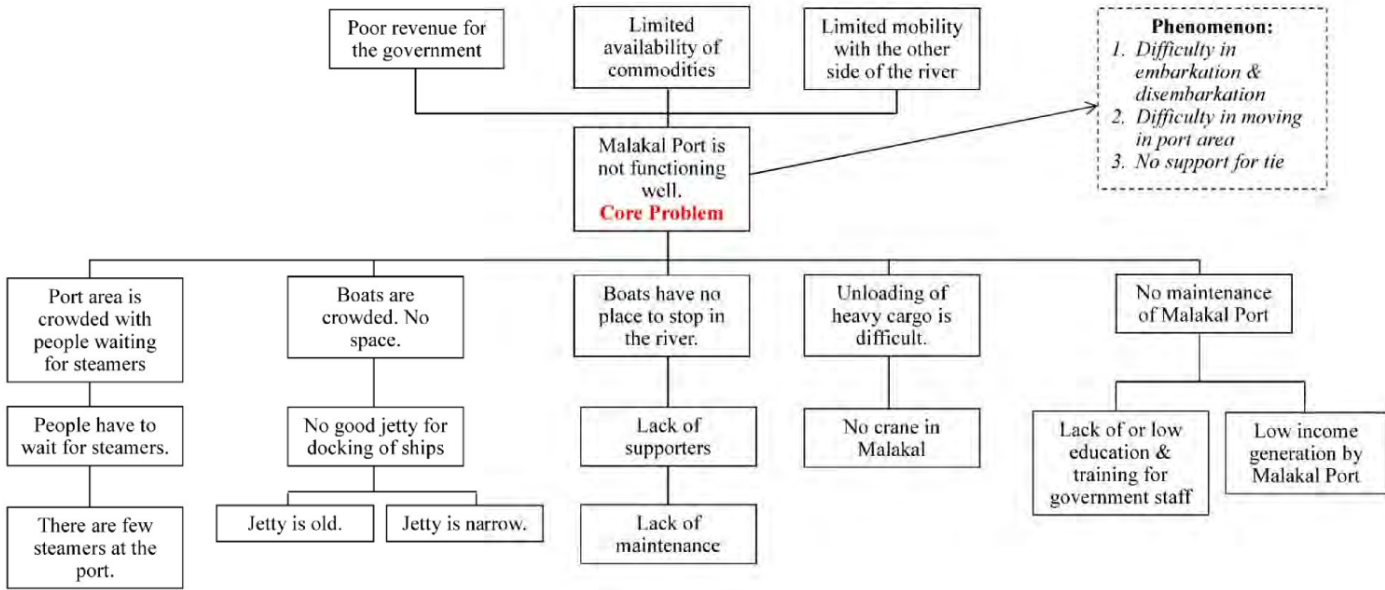 Poor revenue for
the government
Limited
availability of
commodities
Limited mobility
with the other
side of the river
Phenomenon:
1. Difficulty in
embarkation &
disembarkation
2. Difficulty in moving
in port area
3. No support for tie
Malakal Port is
not functioning
well.
Core Problem
Port area is
crowded with
people waiting
for steamers
Boats are
crowded. No
space.
Boats have no
place to stop in
the river.
Unloading of
heavy cargo is
difficult.
No maintenance
of Malakal Port
People have to
wait for steamers.
No good jetty for
docking of ships
Lack of
supporters
No crane in
Malakal
Lack of or low
education &
training for
government staff
Low income
generation by
Malakal Port
There are few
steamers at the
port.
Jetty is old.
Jetty is narrow.
Lack of
maintenance